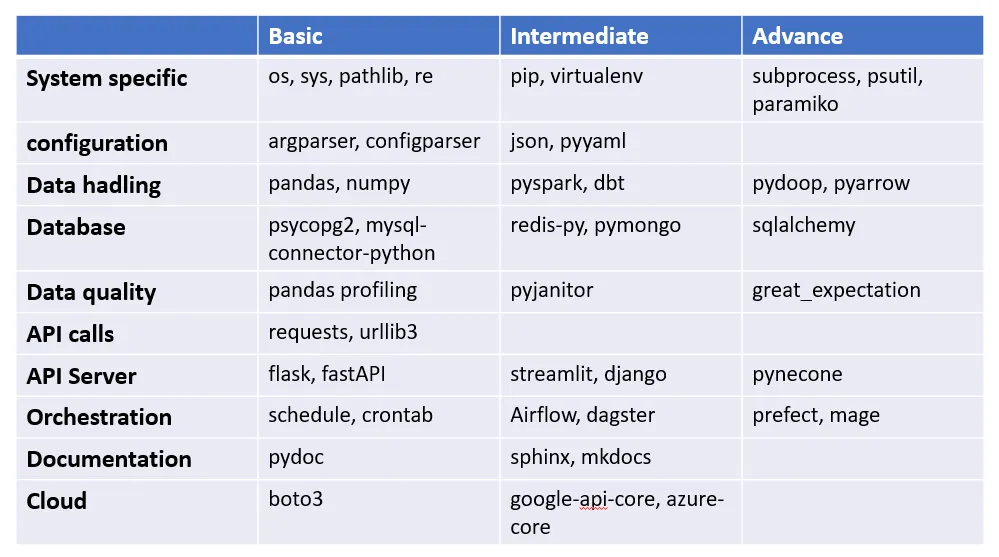 Basic Intermediate Advance
System specific os, sys, pathlib, re pip, virtualenv subprocess, psutil,
paramiko
configuration argparser, configparser json, pyyaml
Data hadling pandas, numpy pyspark, dbt pydoop, pyarrow
Database psycopg2, mysql- redis-py, pymongo sqlalchemy
connector-python
Data quality pandas profiling pyjanitor great_expectation
API calls requests, urllib3
API Server flask, fastAPI streamlit, django pynecone
Orchestration schedule, crontab Airflow, dagster prefect, mage
Documentation pydoc sphinx, mkdocs
Cloud boto3 google-api-core, azure-
core